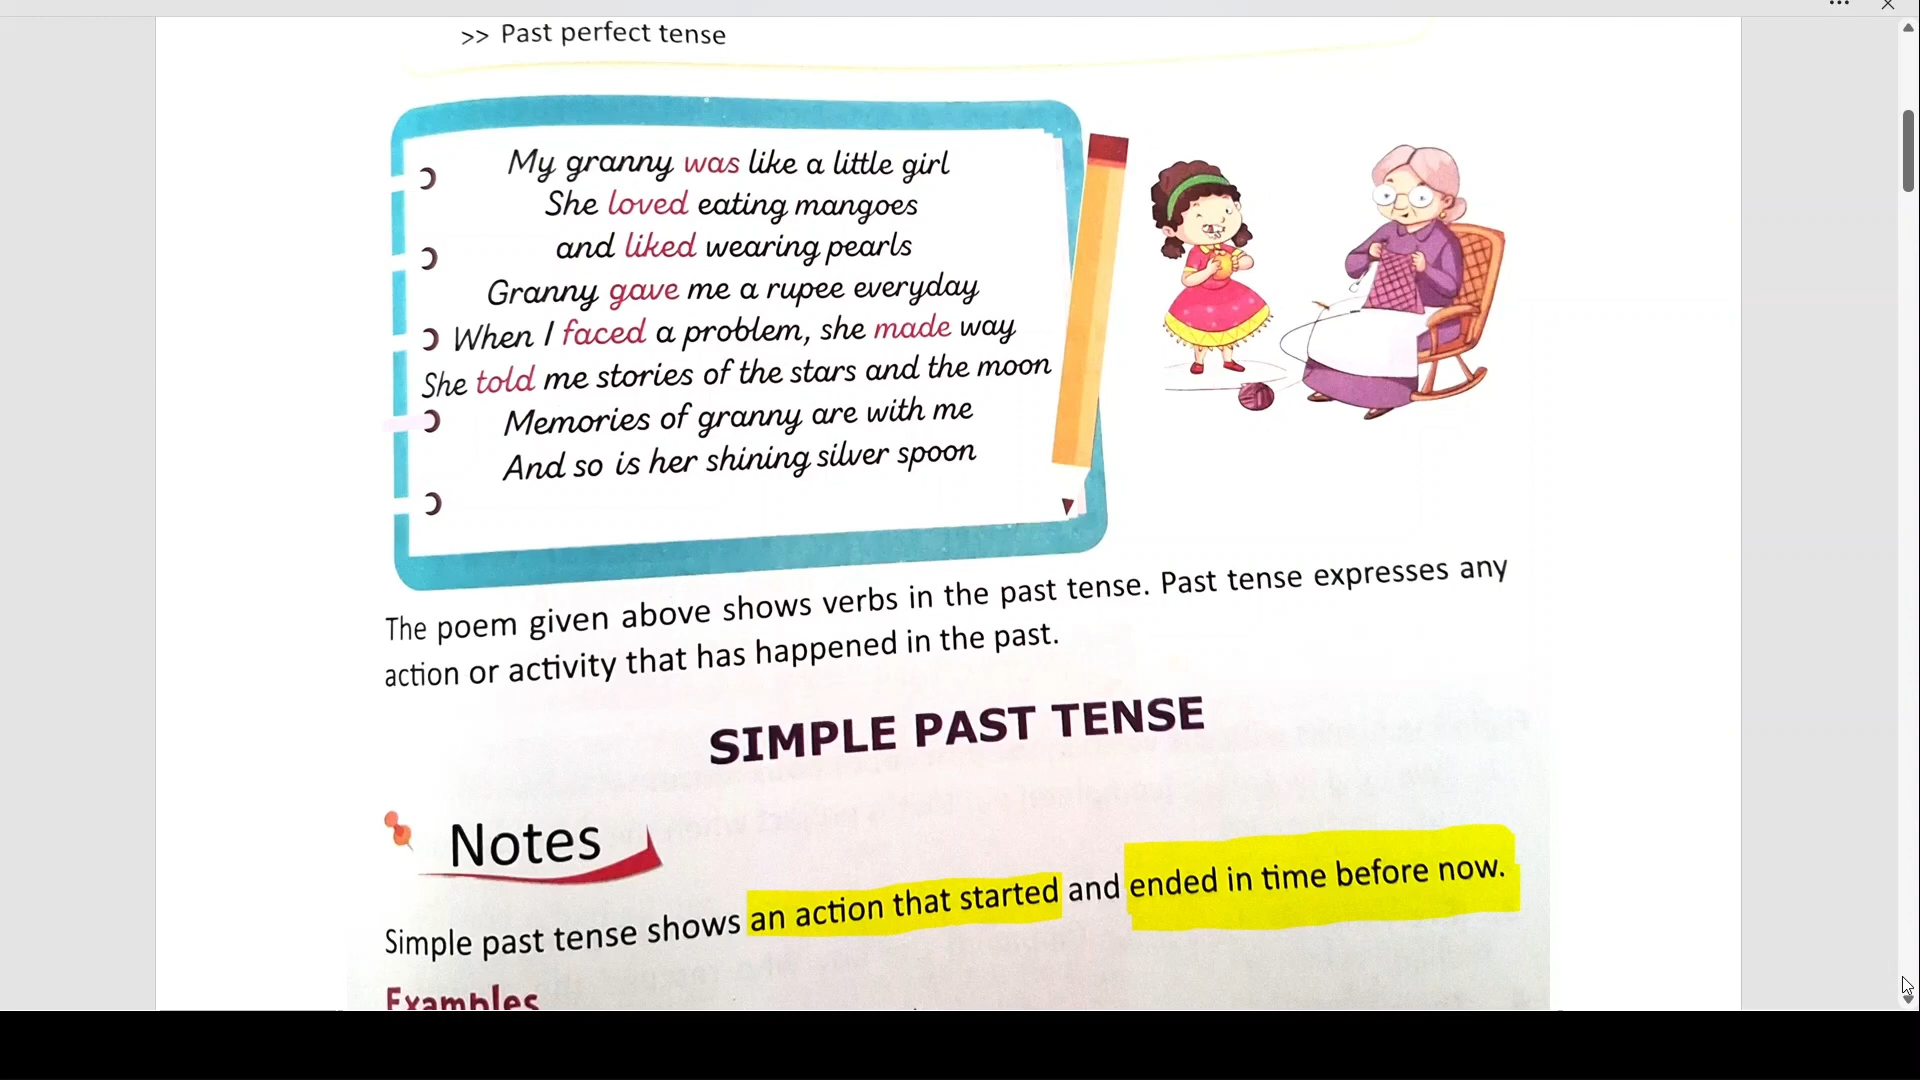 >> Past perfect tense
My granny was like a little girl
She loved eating mangoes
and liked wearing pearls
Granny gave me a rupee everyday
When I faced a problem, she made way
She told me stories of the stars and the moon
Memories of granny are with me
And so is her shining silver spoon
The poem given above shows verbs in the past tense. Past tense expresses any
action or activity that has happened in the past.
SIMPLE PAST TENSE
Notes
Simple past tense shows an action that started and ended in time before now.
Examples